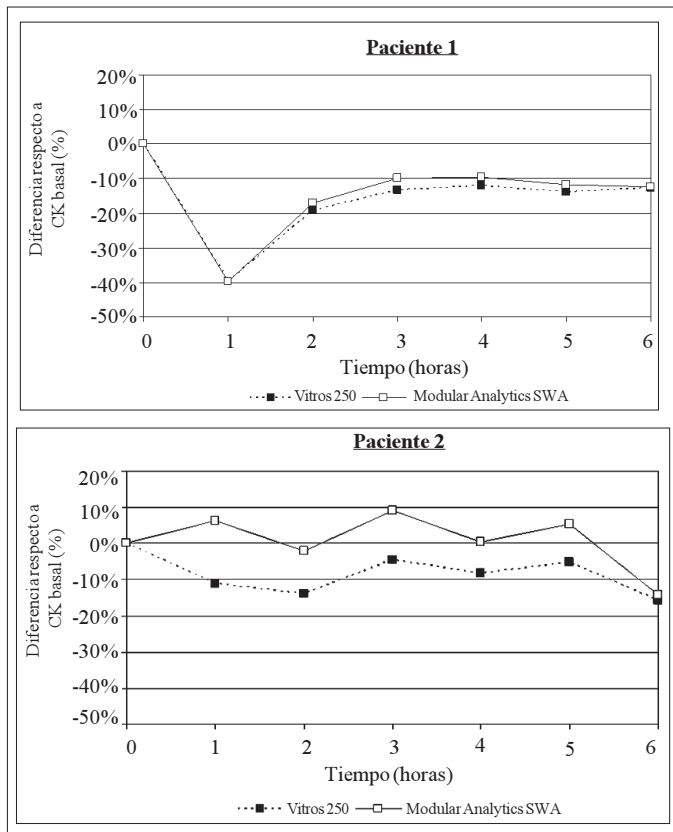 Paciente 1
Diferencia respecto a
CK basal (%)
20%
10%
0%
-10%
-20%
-30%
-40%
-50%
0 1 2 3 4 5 6
Tiempo (horas)
Vitros 250 Modular Analytics SWA
Paciente 2
Diferencia respecto a
CK basal (%)
20%
10%
0%
-10%
-20%
-30%
-40%
-50%
0 1 2 3 4 5 6
Tiempo (horas)
Vitros 250 Modular Analytics SWA